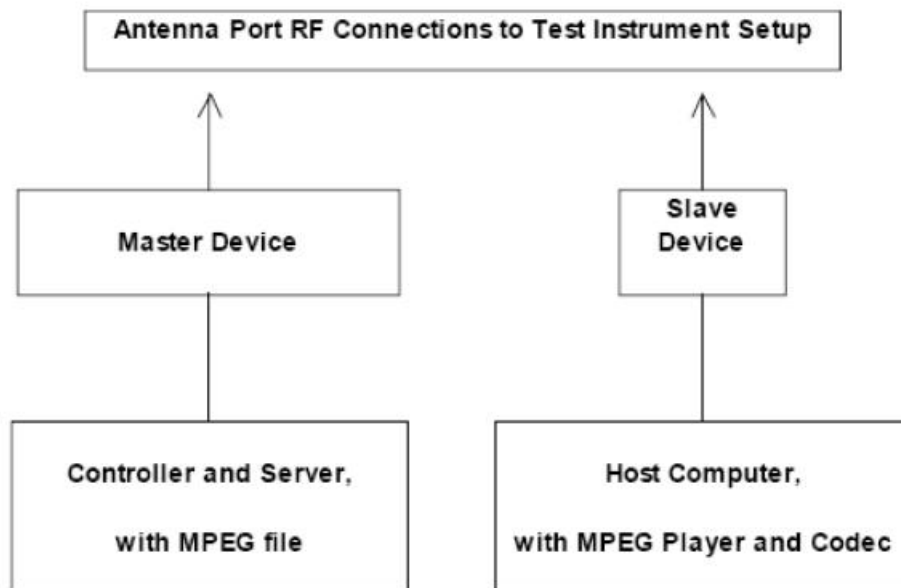 Antenna Port RF Connections to Test Instrument Setup
Master Device
Slave
Device
Controller and Server,
with MPEG file
Host Computer,
with MPEG Player and Codec